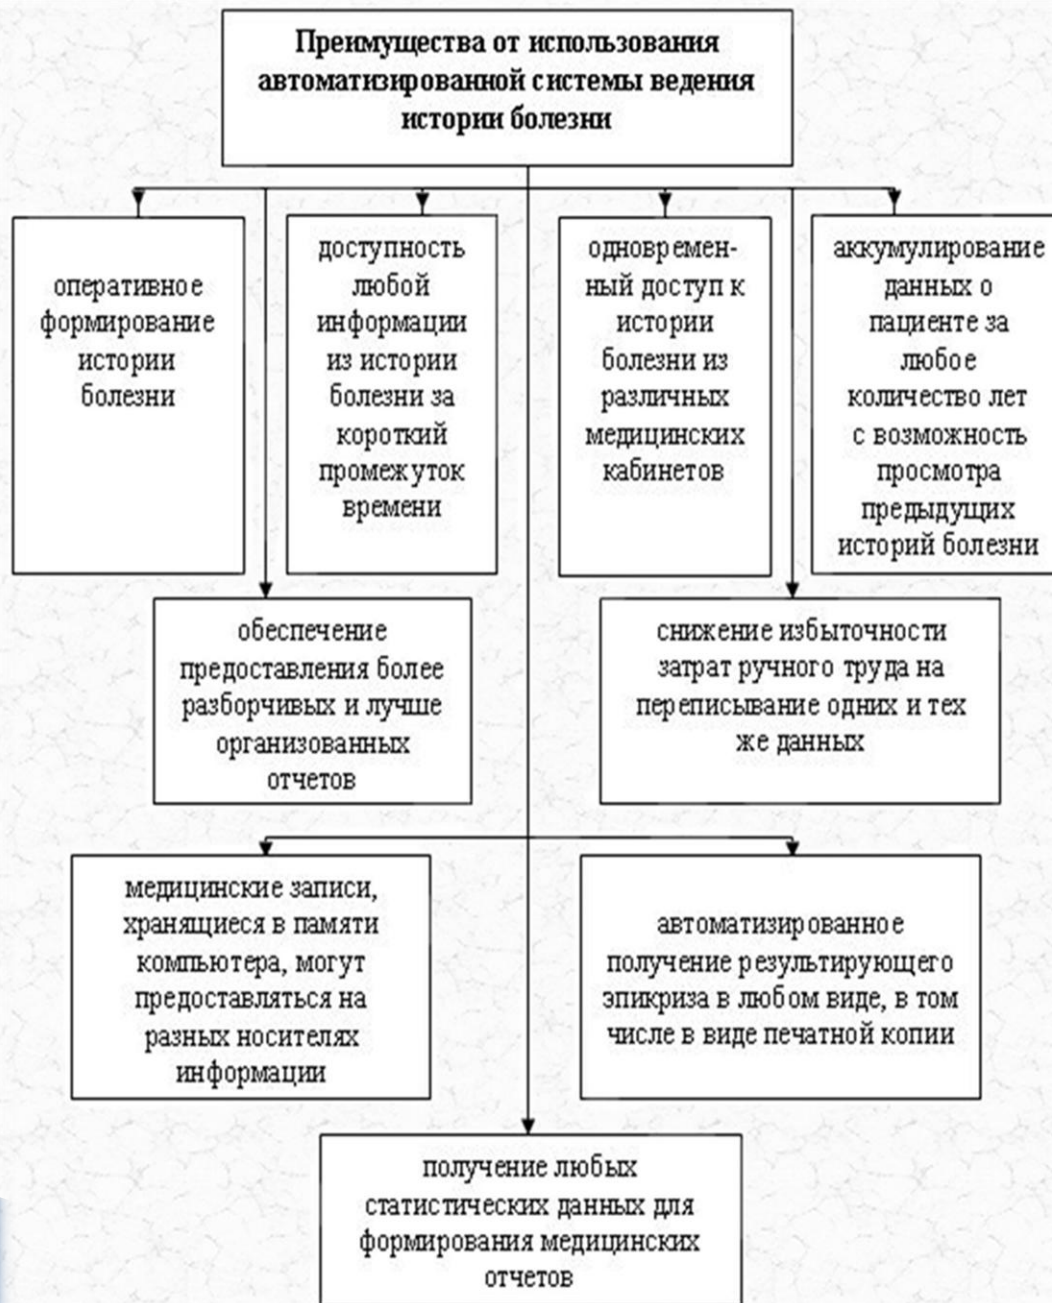 Преимущества от использования
автоматизированной системы ведения
истории болезни
оперативное
формирование
истории
болезни
доступность
любой
информации
из истории
болезни за
короткий
промежуток
времени
одновремен-
ный доступ к
истории
болезни из
различных
медицинских
кабинетов
аккумулирование
данных о
пациенте за
любое
количество лет
с возможность
просмотра
предыдущих
историй болезни
обеспечение
предоставления более
разборчивых и лучше
организованных
отчетов
снижение избыточности
затрат ручного труда на
переписывание одних и тех
же данных
медицинские записи,
хранящиеся в памяти
компьютера, могут
предоставляться на
разных носителях
информации
автоматизированное
получение результирующего
эпикриза в любом виде, в том
числе в виде печатной копии
получение любых
статистических данных для
формирования медицинских
отчетов